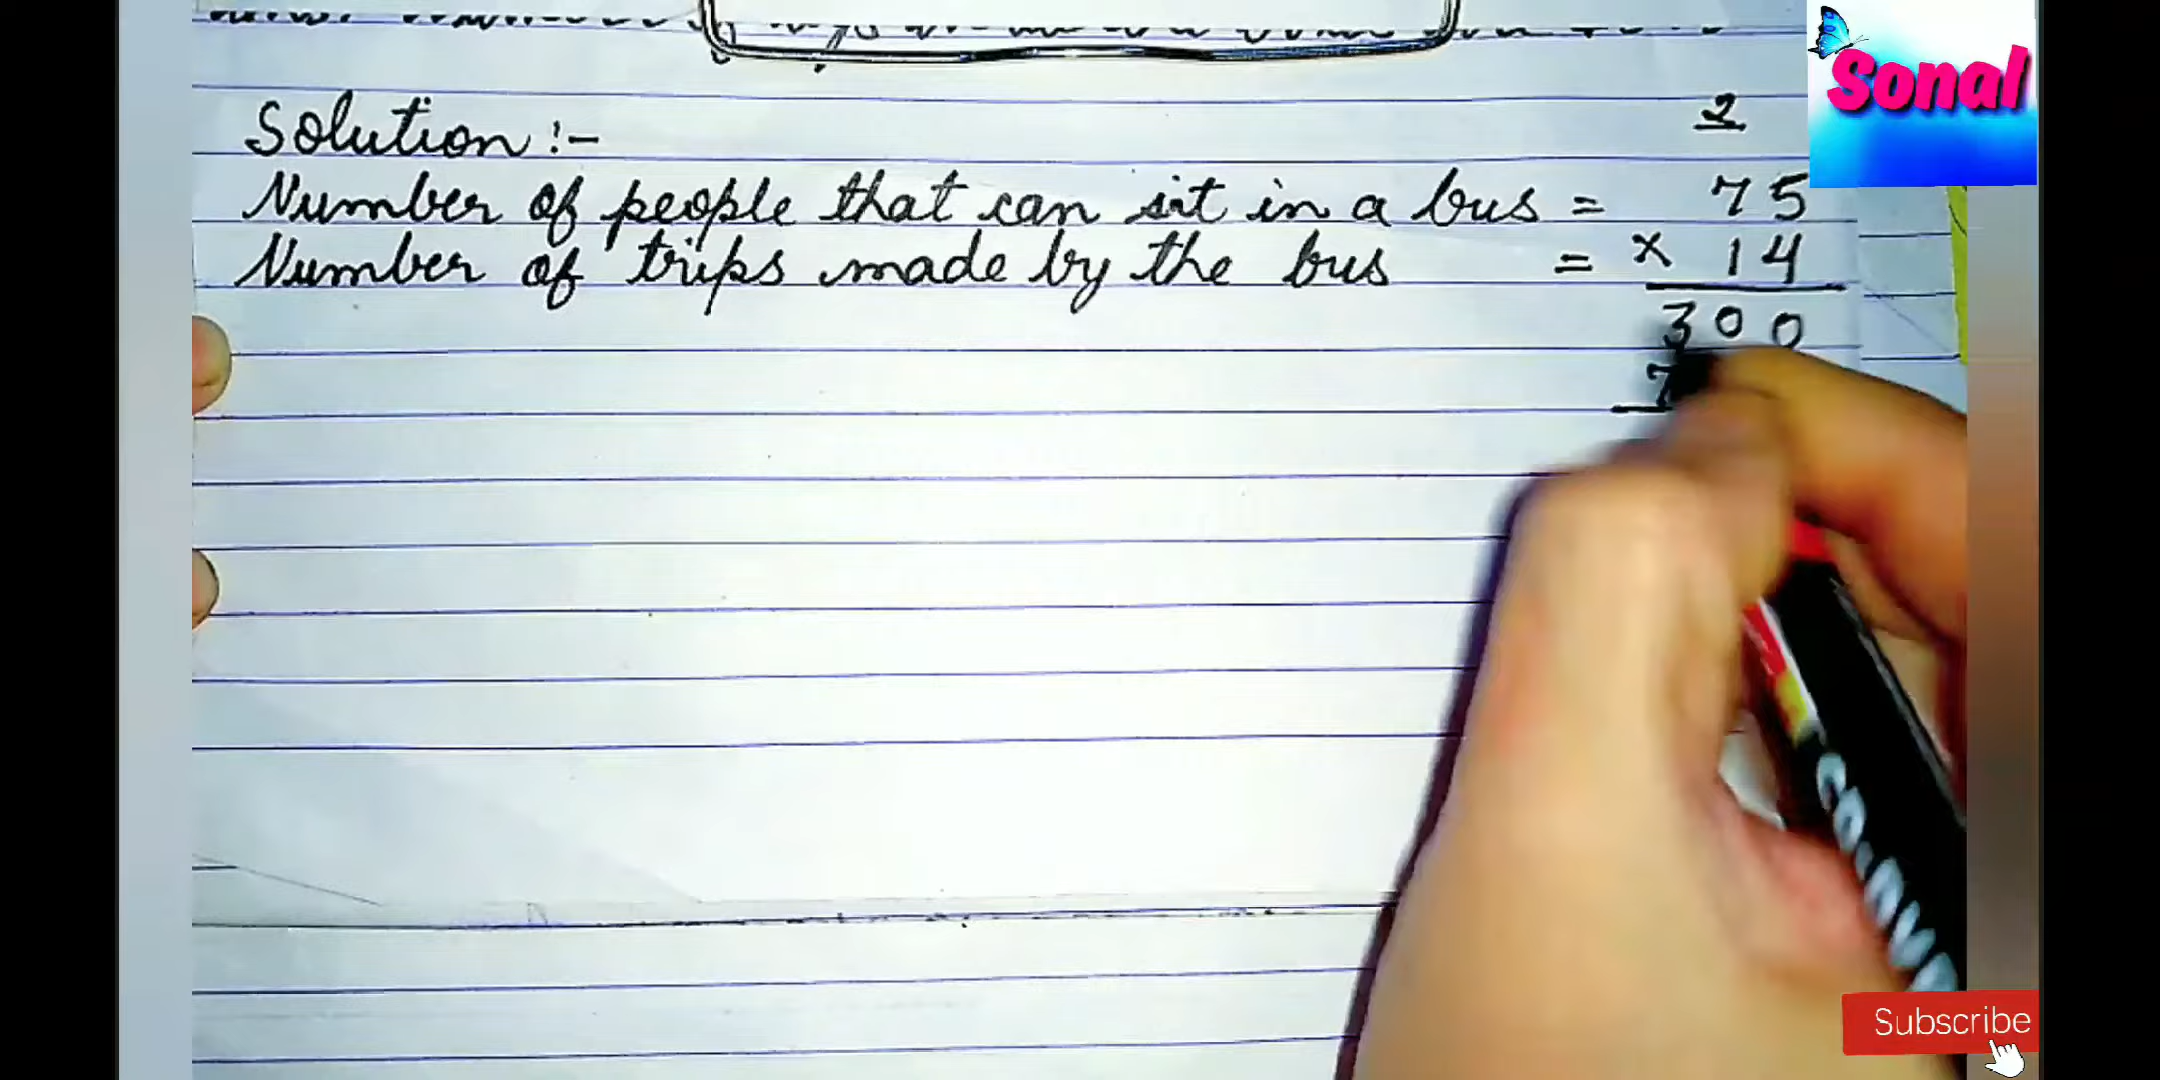 Sonal
Solution :-
2
Number of people that can sit in a bus = 75
Number of trips made by the bus = x 14
300
7
Subscribe